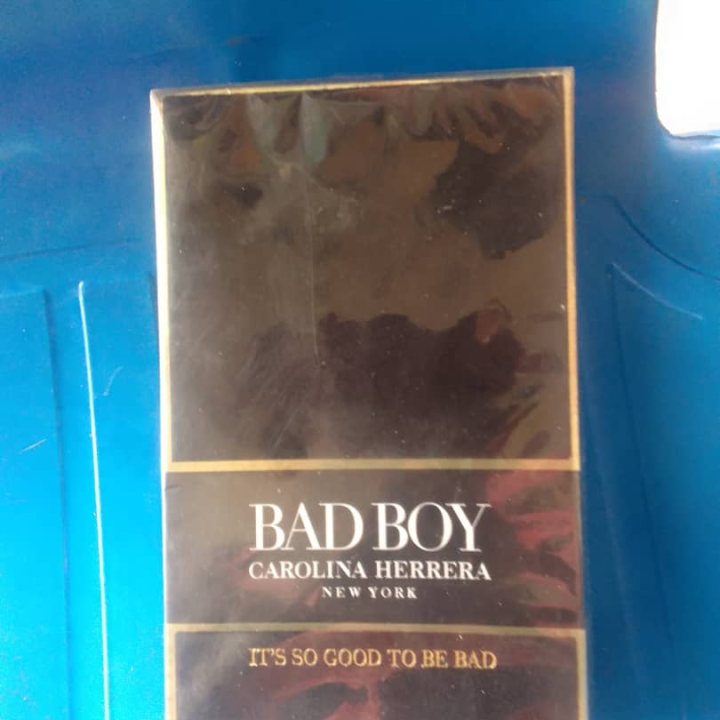 BAD BOY
CAROLINA HERRERA
NEW YORK
IT'S SO GOOD TO BE BAD